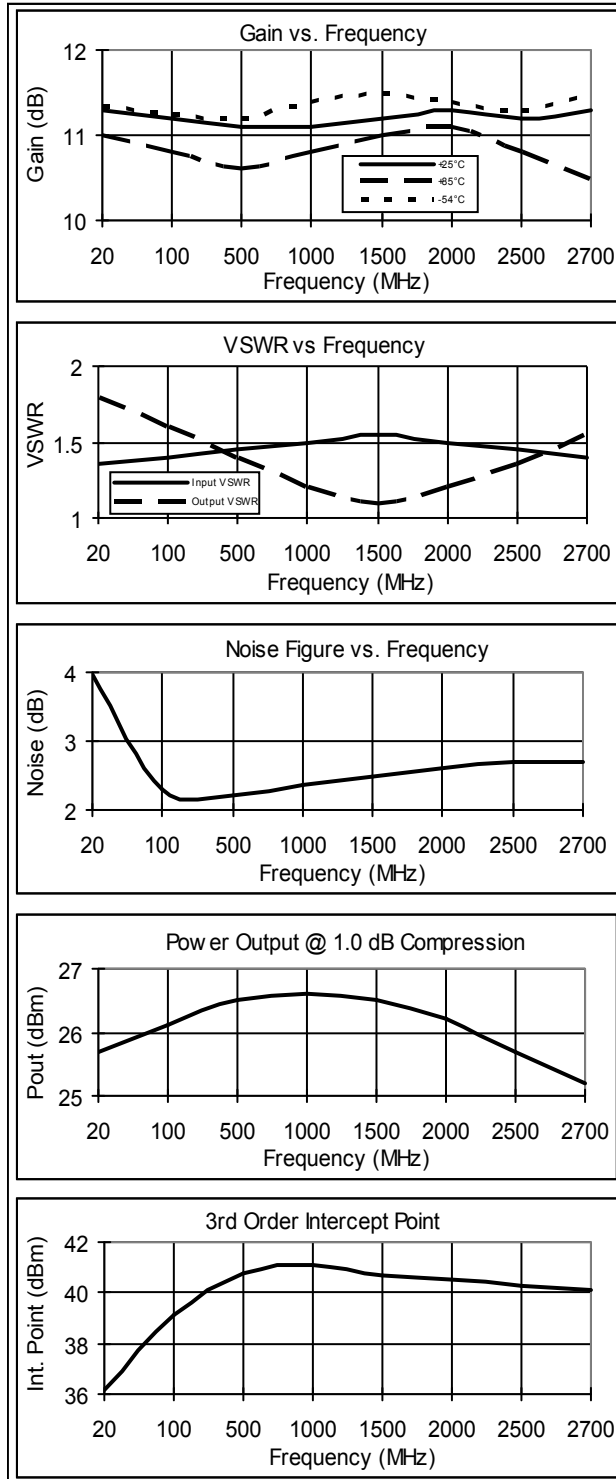 Gain vs. Frequency
12
11
10
Gain (dB)
+25°C
+85°C
-54°C
20 100 500 1000 1500 2000 2500 2700
Frequency (MHz)
VSWR vs Frequency
2
1.5
1
VSWR
Input VSWR
Output VSWR
20 100 500 1000 1500 2000 2500 2700
Frequency (MHz)
Noise Figure vs. Frequency
4
3
2
Noise (dB)
20 100 500 1000 1500 2000 2500 2700
Frequency (MHz)
Power Output @ 1.0 dB Compression
27
26
25
Pout (dBm)
20 100 500 1000 1500 2000 2500 2700
Frequency (MHz)
3rd Order Intercept Point
42
40
38
36
Int. Point (dBm)
20 100 500 1000 1500 2000 2500 2700
Frequency (MHz)